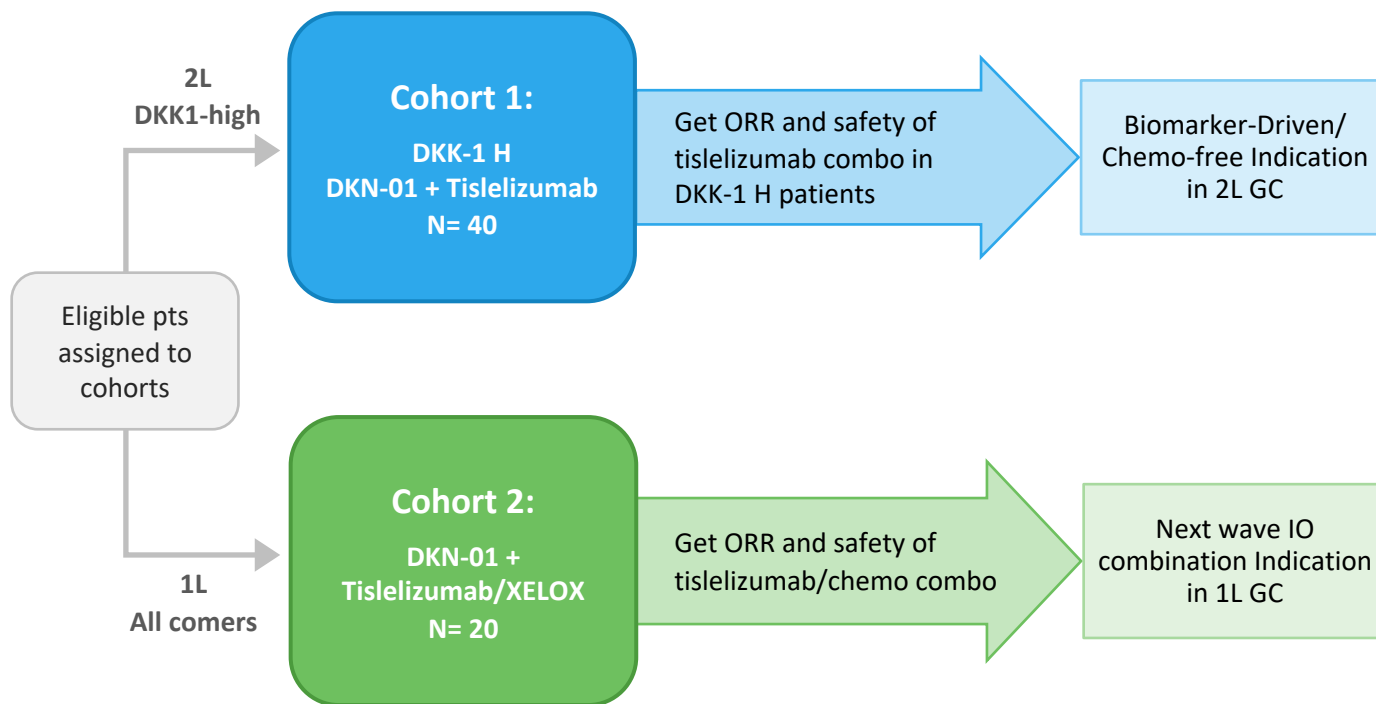 2L
DKK1-high
Cohort 1:
DKK-1 H
DKN-01 + Tislelizumab
N= 40
Get ORR and safety of
tislelizumab combo in
DKK-1 H patients
Biomarker-Driven/
Chemo-free Indication
in 2L GC
Eligible pts
assigned to
cohorts
1L
All comers
Cohort 2:
DKN-01 +
Tislelizumab/XELOX
N= 20
Get ORR and safety of
tislelizumab/chemo combo
Next wave IO
combination Indication
in 1L GC